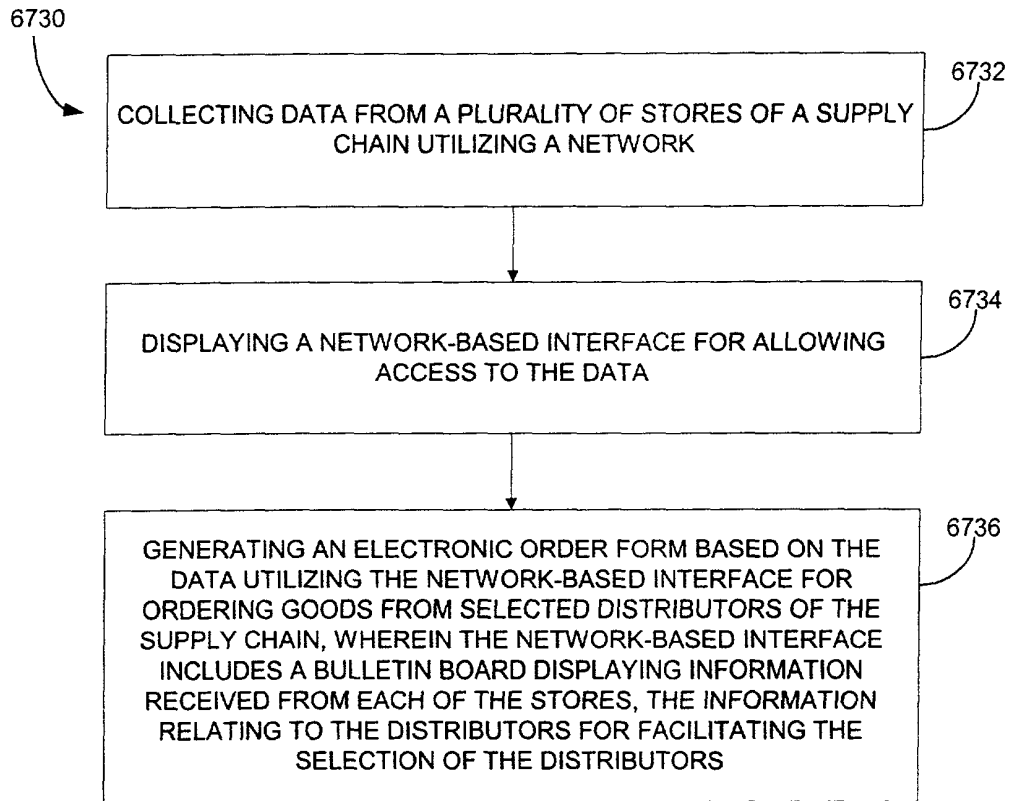 6730
6732
COLLECTING DATA FROM A PLURALITY OF STORES OF A SUPPLY
CHAIN UTILIZING A NETWORK
6734
DISPLAYING A NETWORK-BASED INTERFACE FOR ALLOWING
ACCESS TO THE DATA
6736
GENERATING AN ELECTRONIC ORDER FORM BASED ON THE
DATA UTILIZING THE NETWORK-BASED INTERFACE FOR
ORDERING GOODS FROM SELECTED DISTRIBUTORS OF THE
SUPPLY CHAIN, WHEREIN THE NETWORK-BASED INTERFACE
INCLUDES A BULLETIN BOARD DISPLAYING INFORMATION
RECEIVED FROM EACH OF THE STORES, THE INFORMATION
RELATING TO THE DISTRIBUTORS FOR FACILITATING THE
SELECTION OF THE DISTRIBUTORS